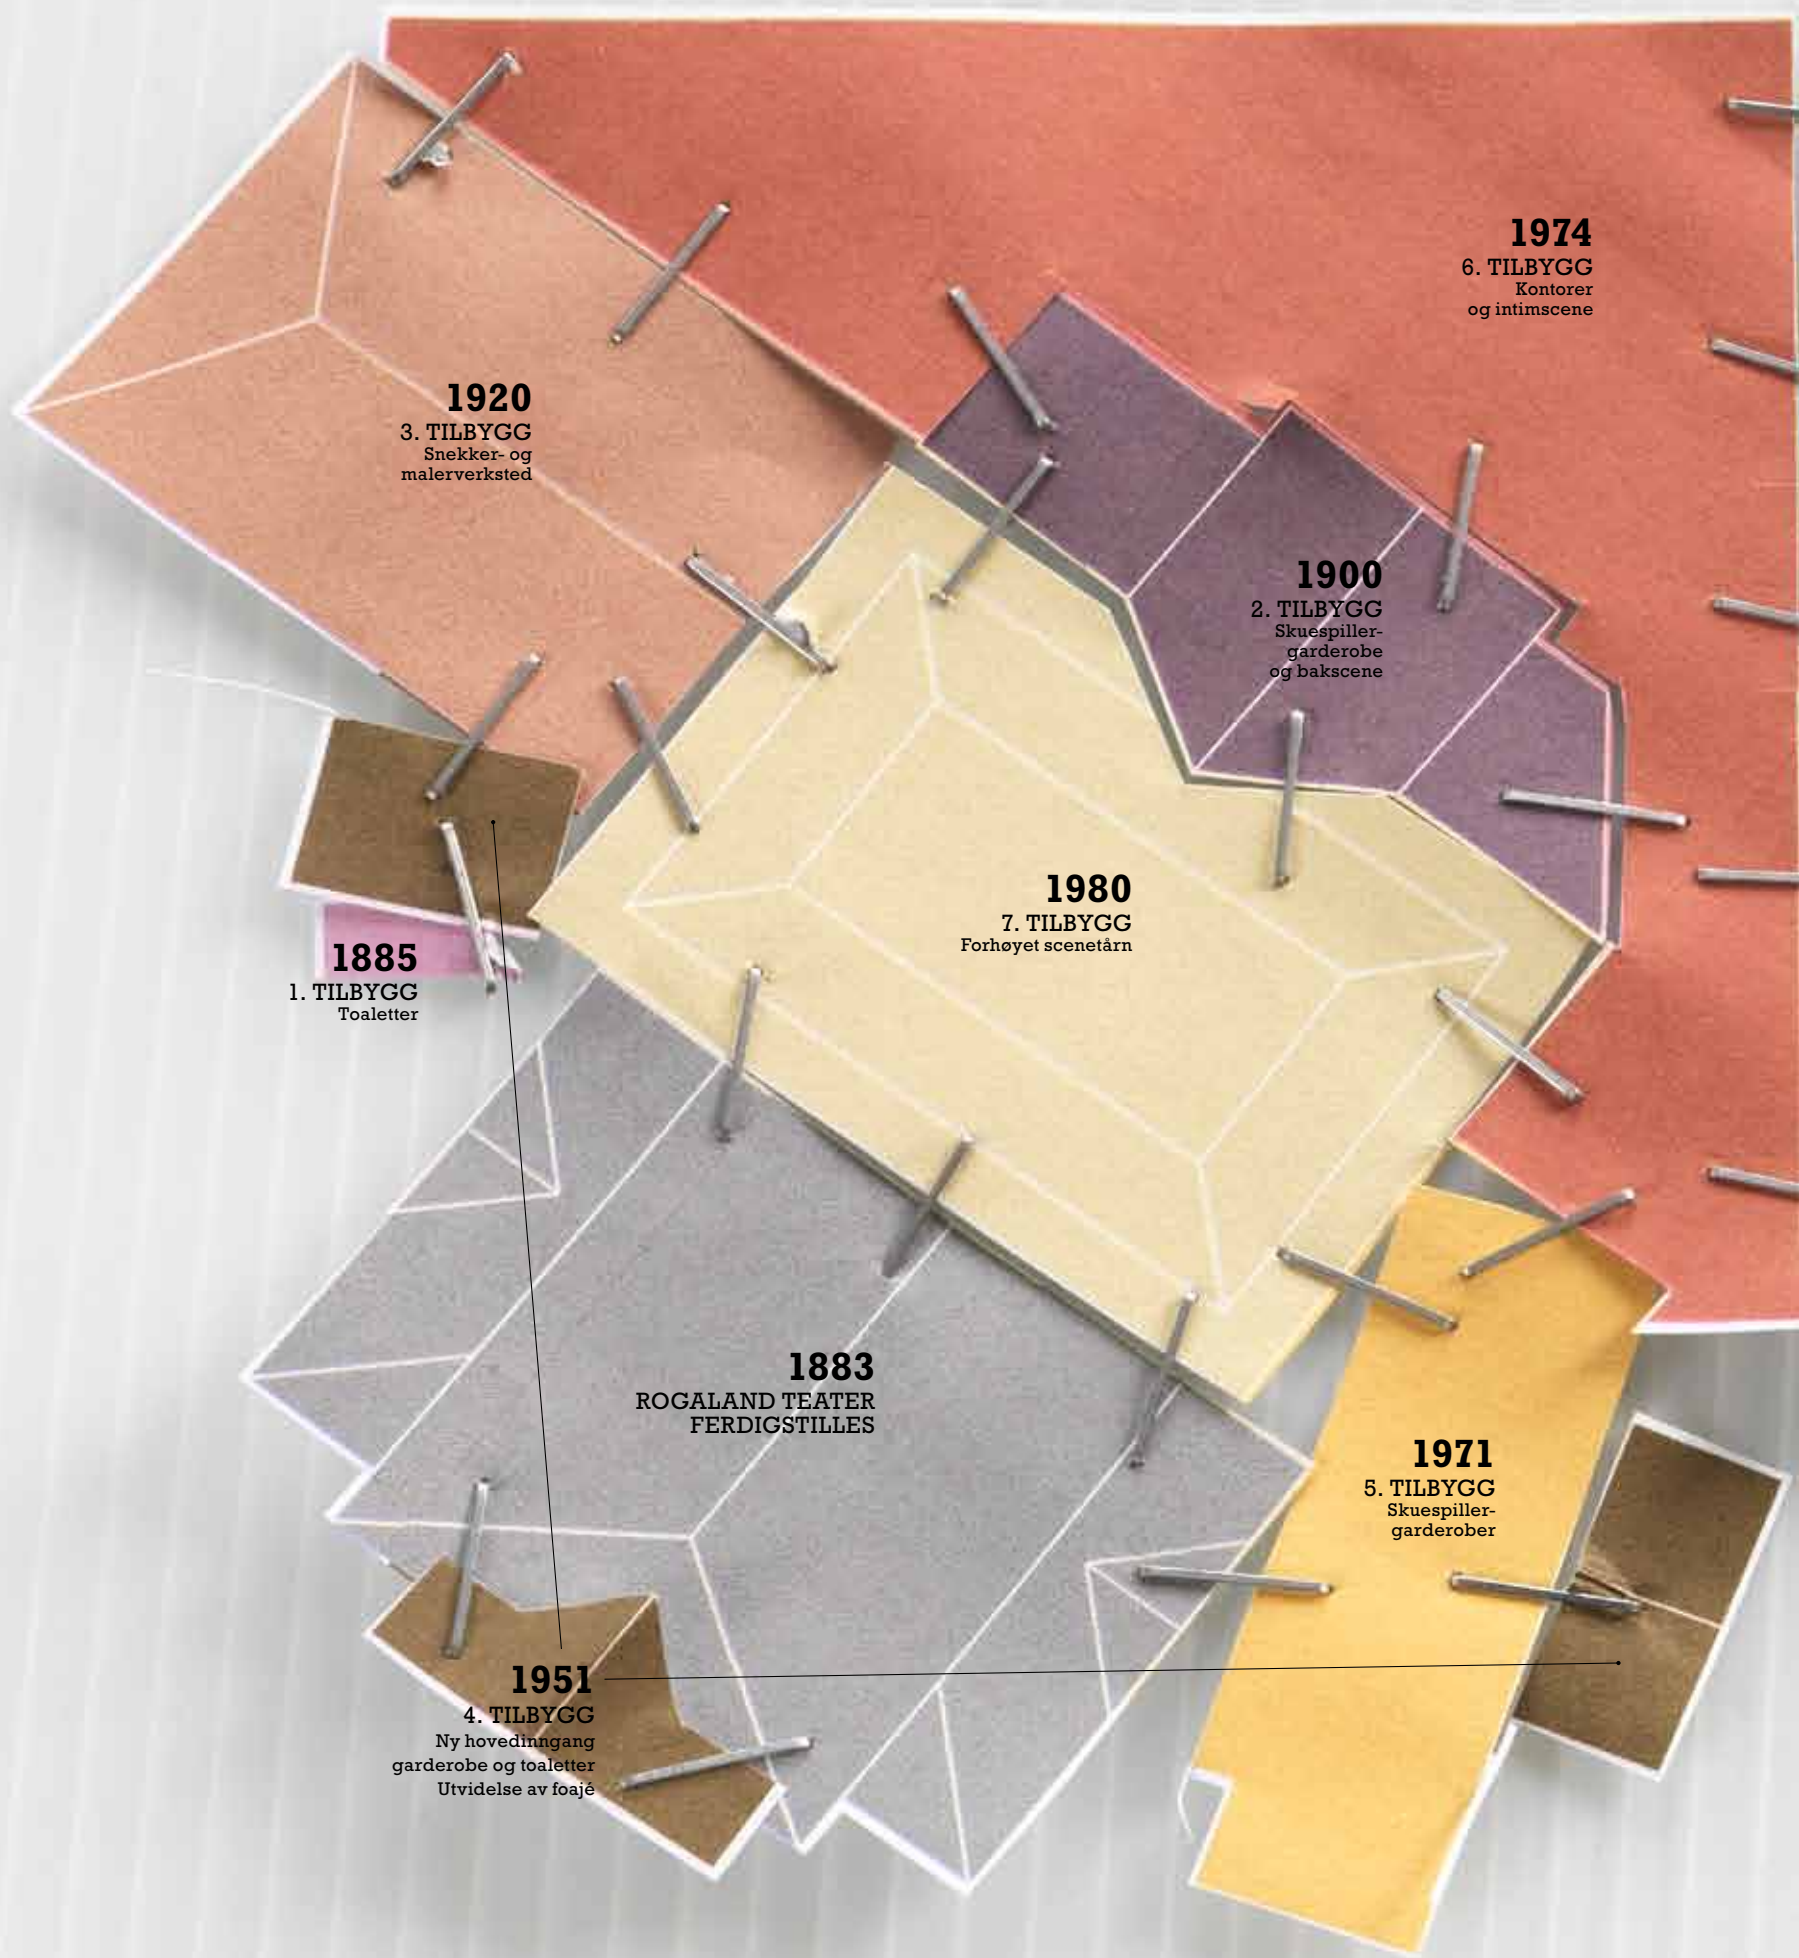 1974
6. TILBYGG
Kontorer
og intimscene
1920
3. TILBYGG
Snekker- og
malerverksted
1900
2. TILBYGG
Skuespiller-
garderobe
og bakscene
1980
7. TILBYGG
Forhøyet scenetårn
1885
1. TILBYGG
Toaletter
1883
ROGALAND TEATER
FERDIGSTILLES
1971
5. TILBYGG
Skuespiller-
garderober
1951
4. TILBYGG
Ny hovedinngang
garderobe og toaletter
Utvidelse av foajé